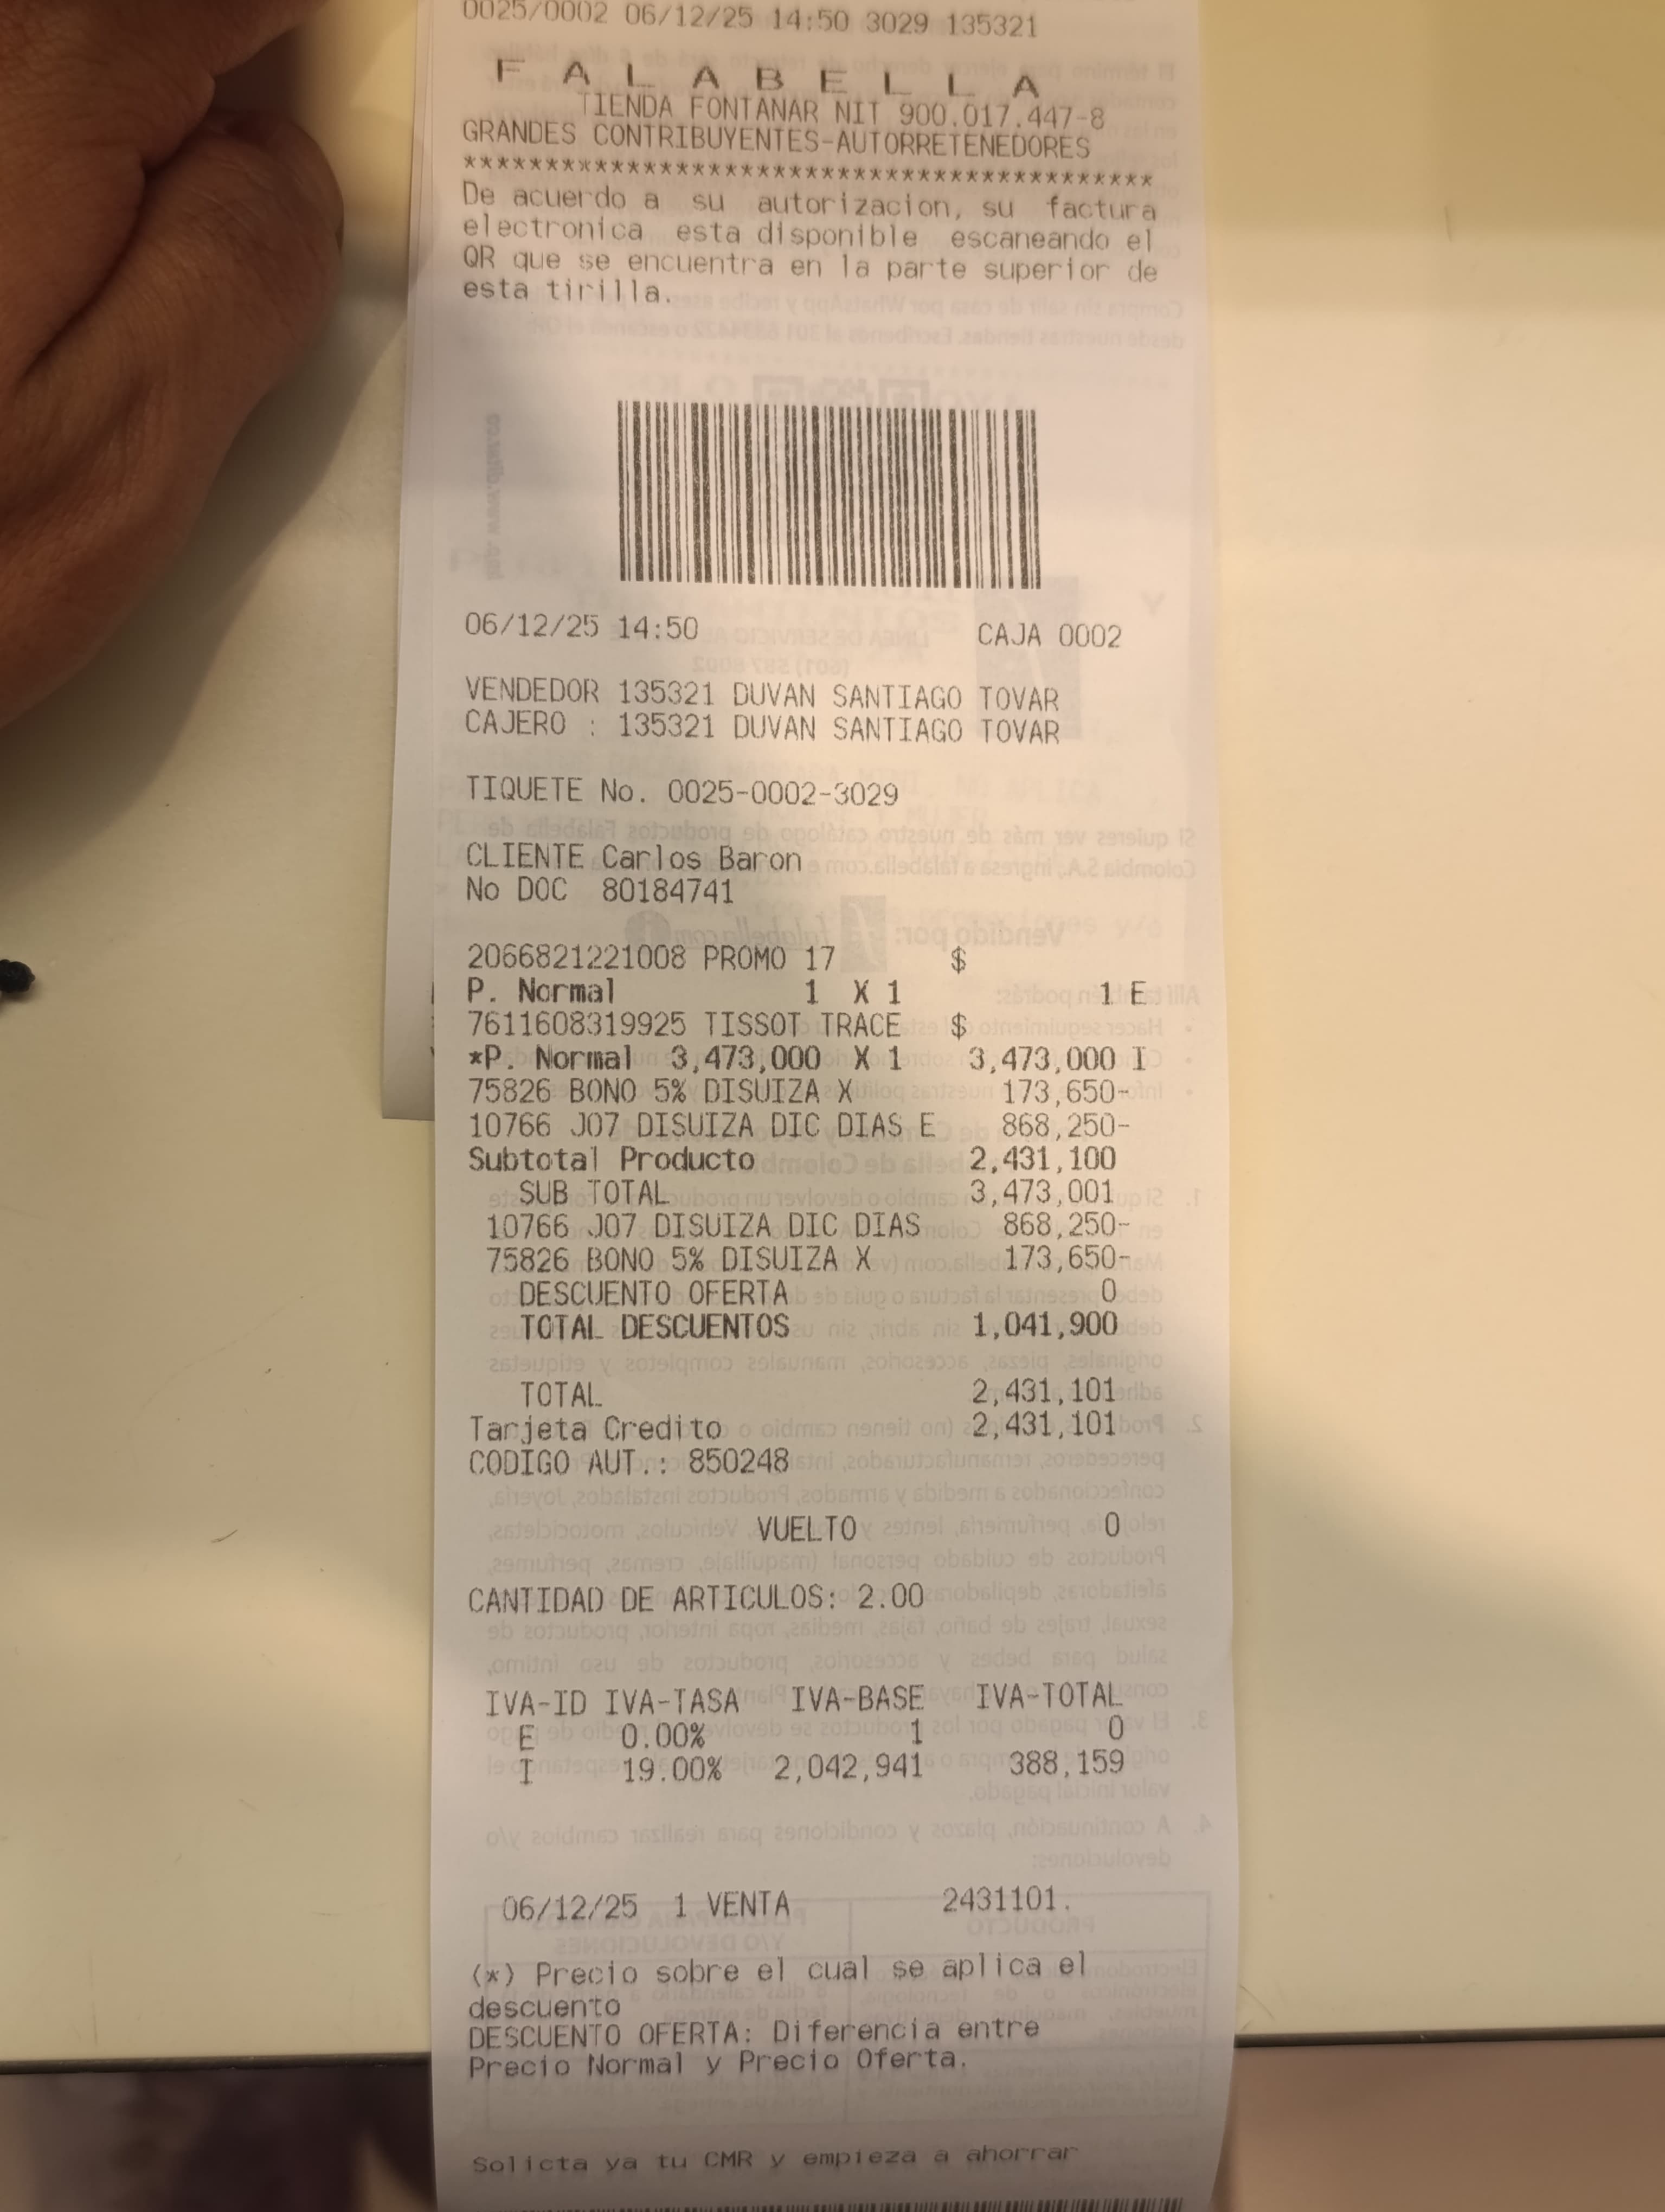 0025/0002 06/12/25 14:50 3029 135321
F A L A B E L L A
TIENDA FONTANAR NIT 900.017.447-8
GRANDES CONTRIBUYENTES-AUTORRETENEDORES
*******************************************
De acuerdo a su autorizacion, su factura
electronica esta disponible escaneando el
QR que se encuentra en la parte superior de
esta tirilla.
06/12/25 14:50 CAJA 0002
VENDEDOR 135321 DUVAN SANTIAGO TOVAR
CAJERO : 135321 DUVAN SANTIAGO TOVAR
TIQUETE No. 0025-0002-3029
CLIENTE Carlos Baron
No DOC 80184741
2066821221008 PROMO 17 $
P. Normal 1 X 1 1 E
7611608319925 TISSOT TRACE $
*P. Normal 3,473,000 X 1 3,473,000 I
75826 BONO 5% DISUIZA X 173,650-
10766 J07 DISUIZA DIC DIAS E 868,250-
Subtotal Producto 2,431,100
SUB TOTAL 3,473,001
10766 J07 DISUIZA DIC DIAS 868,250-
75826 BONO 5% DISUIZA X 173,650-
DESCUENTO OFERTA 0
TOTAL DESCUENTOS 1,041,900
TOTAL 2,431,101
Tarjeta Credito 2,431,101
CODIGO AUT.: 850248
VUELTO 0
CANTIDAD DE ARTICULOS: 2.00
IVA-ID IVA-TASA IVA-BASE IVA-TOTAL
E 0.00% 1 0
I 19.00% 2,042,941 388,159
06/12/25 1 VENTA 2431101.
(*) Precio sobre el cual se aplica el
descuento
DESCUENTO OFERTA: Diferencia entre
Precio Normal y Precio Oferta.
Solicta ya tu CMR y empieza a ahorrar